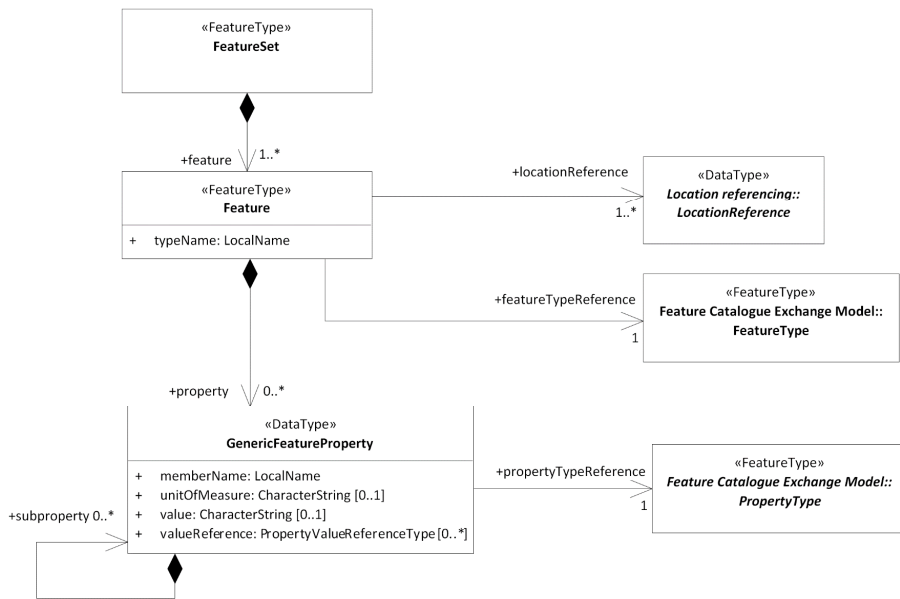 «FeatureType»
FeatureSet
+feature
1..*
«FeatureType»
Feature
+ typeName: LocalName
+locationReference
1..*
«DataType»
Location referencing::
LocationReference
+featureTypeReference
1
«FeatureType»
Feature Catalogue Exchange Model::
FeatureType
+property
0..*
«DataType»
GenericFeatureProperty
+ memberName: LocalName
+ unitOfMeasure: CharacterString [0..1]
+ value: CharacterString [0..1]
+ valueReference: PropertyValueReferenceType [0..*]
+propertyTypeReference
1
«FeatureType»
Feature Catalogue Exchange Model::
PropertyType
+subproperty 0..*